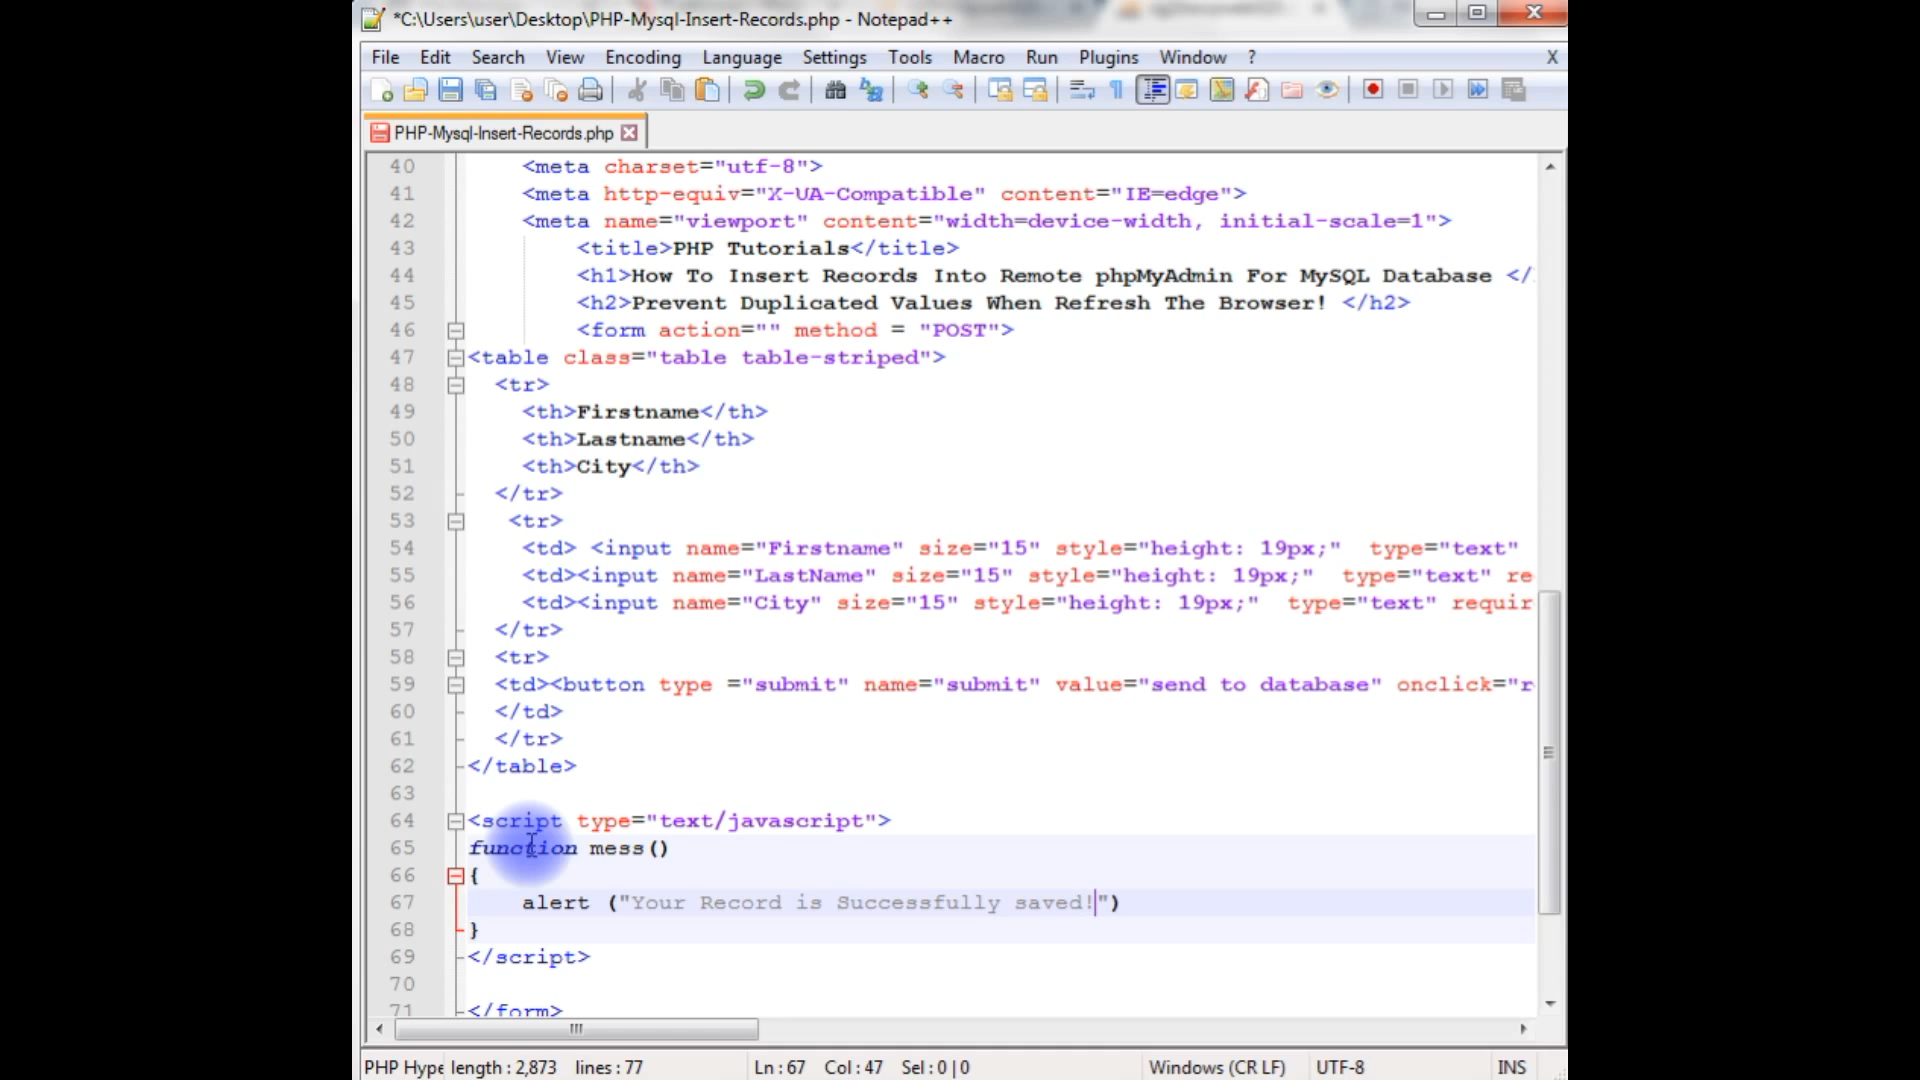 *C:\Users\user\Desktop\PHP-Mysql-Insert-Records.php - Notepad++
File Edit Search View Encoding Language Settings Tools Macro Run Plugins Window ? X
PHP-Mysql-Insert-Records.php
40 <meta charset="utf-8">
41 <meta http-equiv="X-UA-Compatible" content="IE=edge">
42 <meta name="viewport" content="width=device-width, initial-scale=1">
43 <title>PHP Tutorials</title>
44 <h1>How To Insert Records Into Remote phpMyAdmin For MySQL Database </
45 <h2>Prevent Duplicated Values When Refresh The Browser! </h2>
46 <form action="" method = "POST">
47 <table class="table table-striped">
48 <tr>
49 <th>Firstname</th>
50 <th>Lastname</th>
51 <th>City</th>
52 </tr>
53 <tr>
54 <td> <input name="Firstname" size="15" style="height: 19px;" type="text"
55 <td><input name="LastName" size="15" style="height: 19px;" type="text" re
56 <td><input name="City" size="15" style="height: 19px;" type="text" requir
57 </tr>
58 <tr>
59 <td><button type ="submit" name="submit" value="send to database" onclick="r
60 </td>
61 </tr>
62 </table>
63
64 <script type="text/javascript">
65 function mess()
66 {
67 alert ("Your Record is Successfully saved!")
68 }
69 </script>
70
71 </form>
PHP Hype length : 2,873 lines : 77 Ln : 67 Col : 47 Sel : 0 | 0 Windows (CR LF) UTF-8 INS